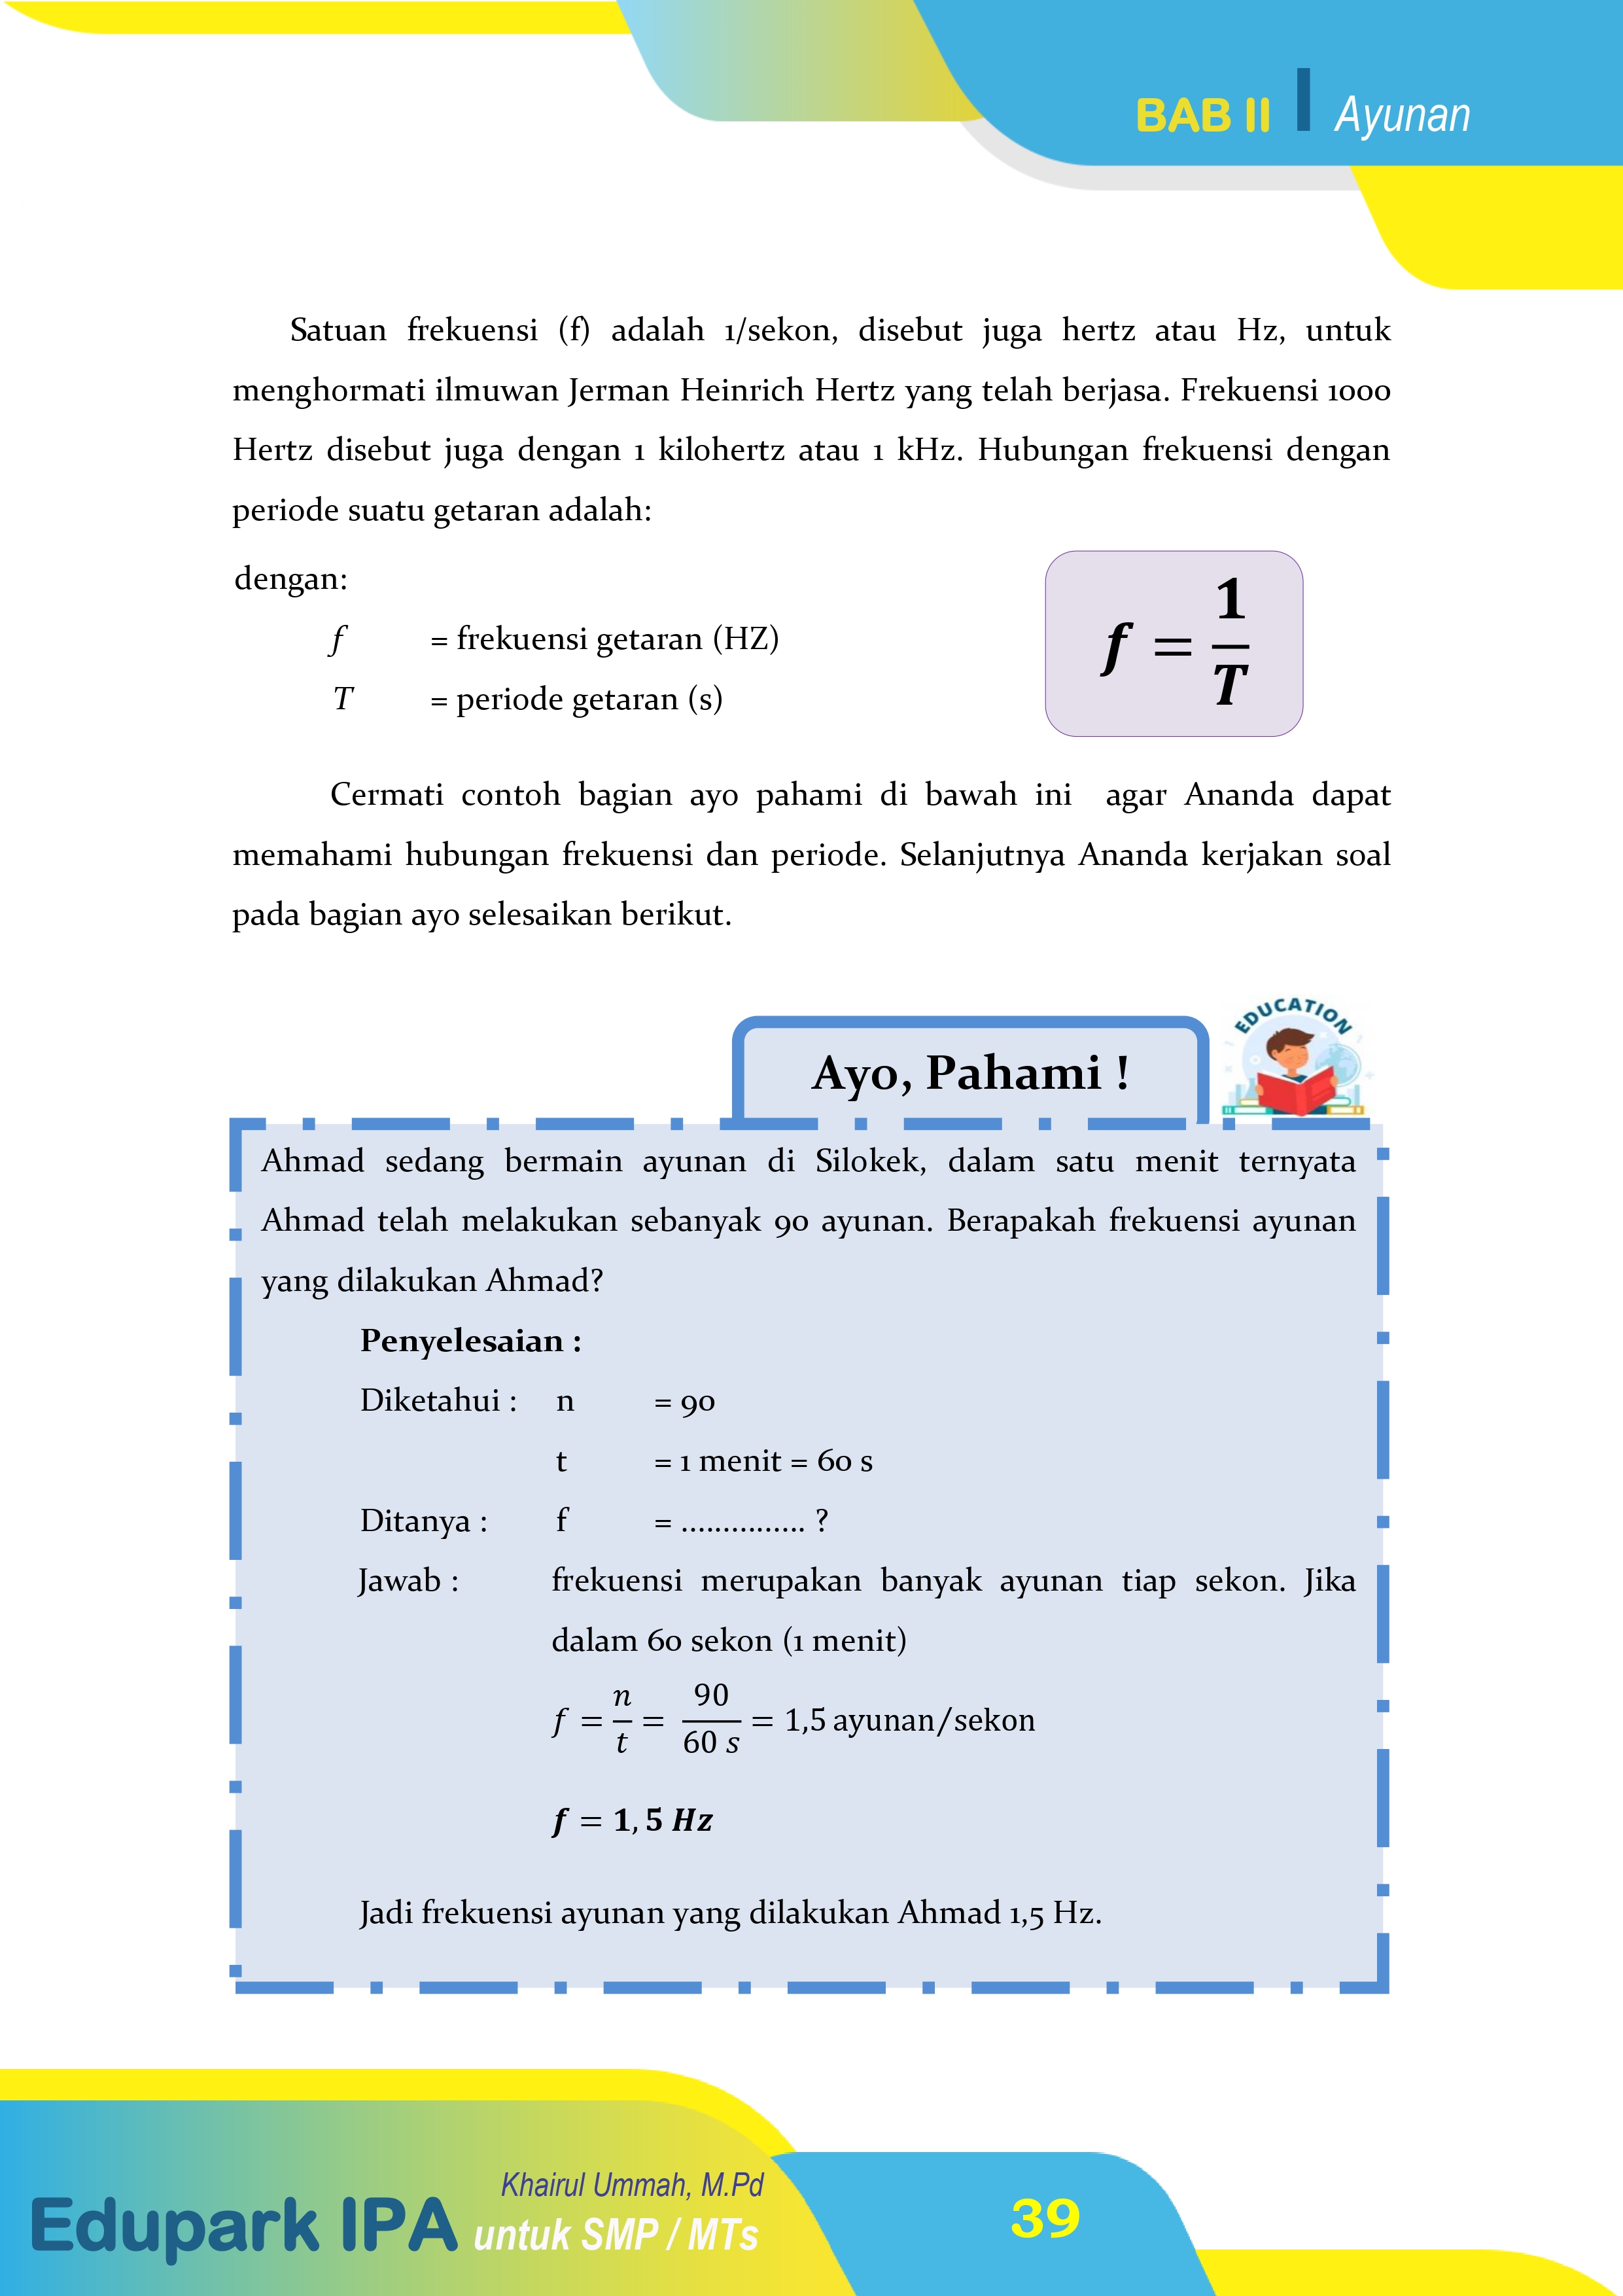 BAB II | Ayunan
Satuan frekuensi (f) adalah 1/sekon, disebut juga hertz atau Hz, untuk
menghormati ilmuwan Jerman Heinrich Hertz yang telah berjasa. Frekuensi 1000
Hertz disebut juga dengan 1 kilohertz atau 1 kHz. Hubungan frekuensi dengan
periode suatu getaran adalah:
dengan:
f = frekuensi getaran (HZ)
T = periode getaran (s)
f = 1/T
Cermati contoh bagian ayo pahami di bawah ini agar Ananda dapat
memahami hubungan frekuensi dan periode. Selanjutnya Ananda kerjakan soal
pada bagian ayo selesaikan berikut.
EDUCATION
Ayo, Pahami !
Ahmad sedang bermain ayunan di Silokek, dalam satu menit ternyata
Ahmad telah melakukan sebanyak 90 ayunan. Berapakah frekuensi ayunan
yang dilakukan Ahmad?
Penyelesaian :
Diketahui : n = 90
t = 1 menit = 60 s
Ditanya : f = ............... ?
Jawab : frekuensi merupakan banyak ayunan tiap sekon. Jika
dalam 60 sekon (1 menit)
f = n/t = 90/60 s = 1,5 ayunan/sekon
f = 1,5 Hz
Jadi frekuensi ayunan yang dilakukan Ahmad 1,5 Hz.
Khairul Ummah, M.Pd
Edupark IPA untuk SMP / MTs
39